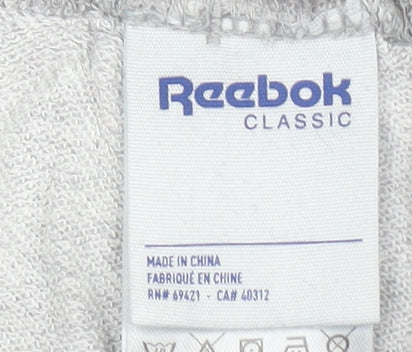 Reebok
CLASSIC
MADE IN CHINA
FABRIQUÉ EN CHINE
RN# 69421 - CA# 40312